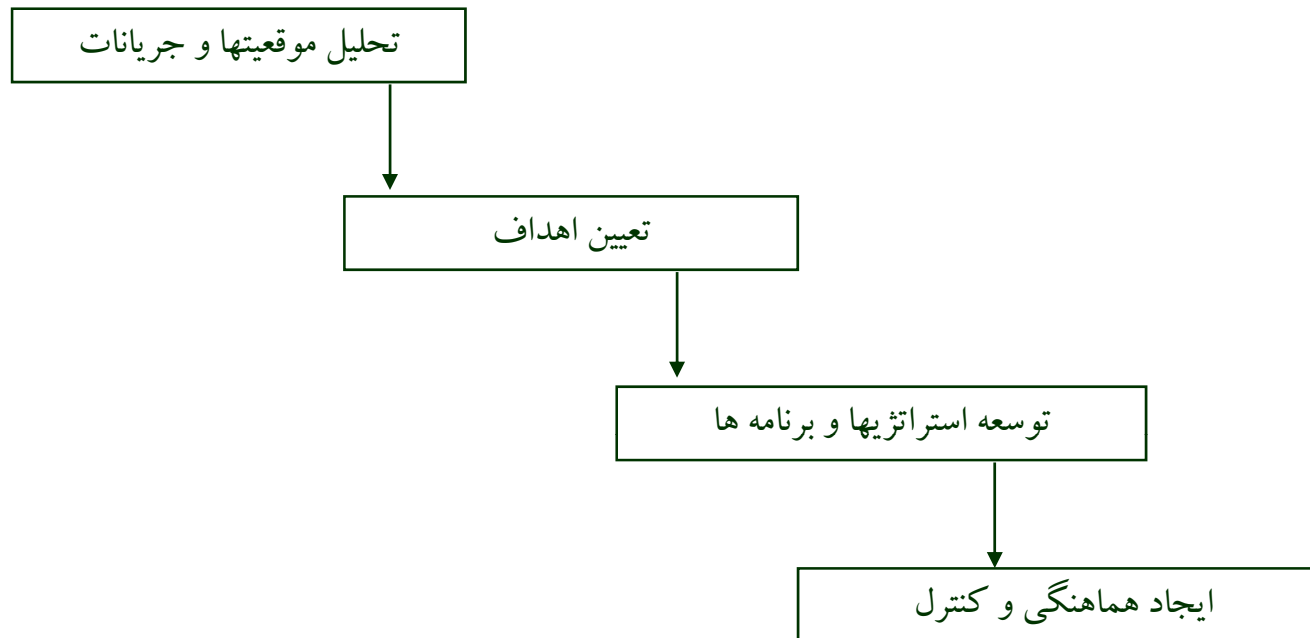 تحلیل موقعیتها و جریانات
تعیین اهداف
توسعه استراتژیها و برنامه ها
ایجاد هماهنگی و کنترل